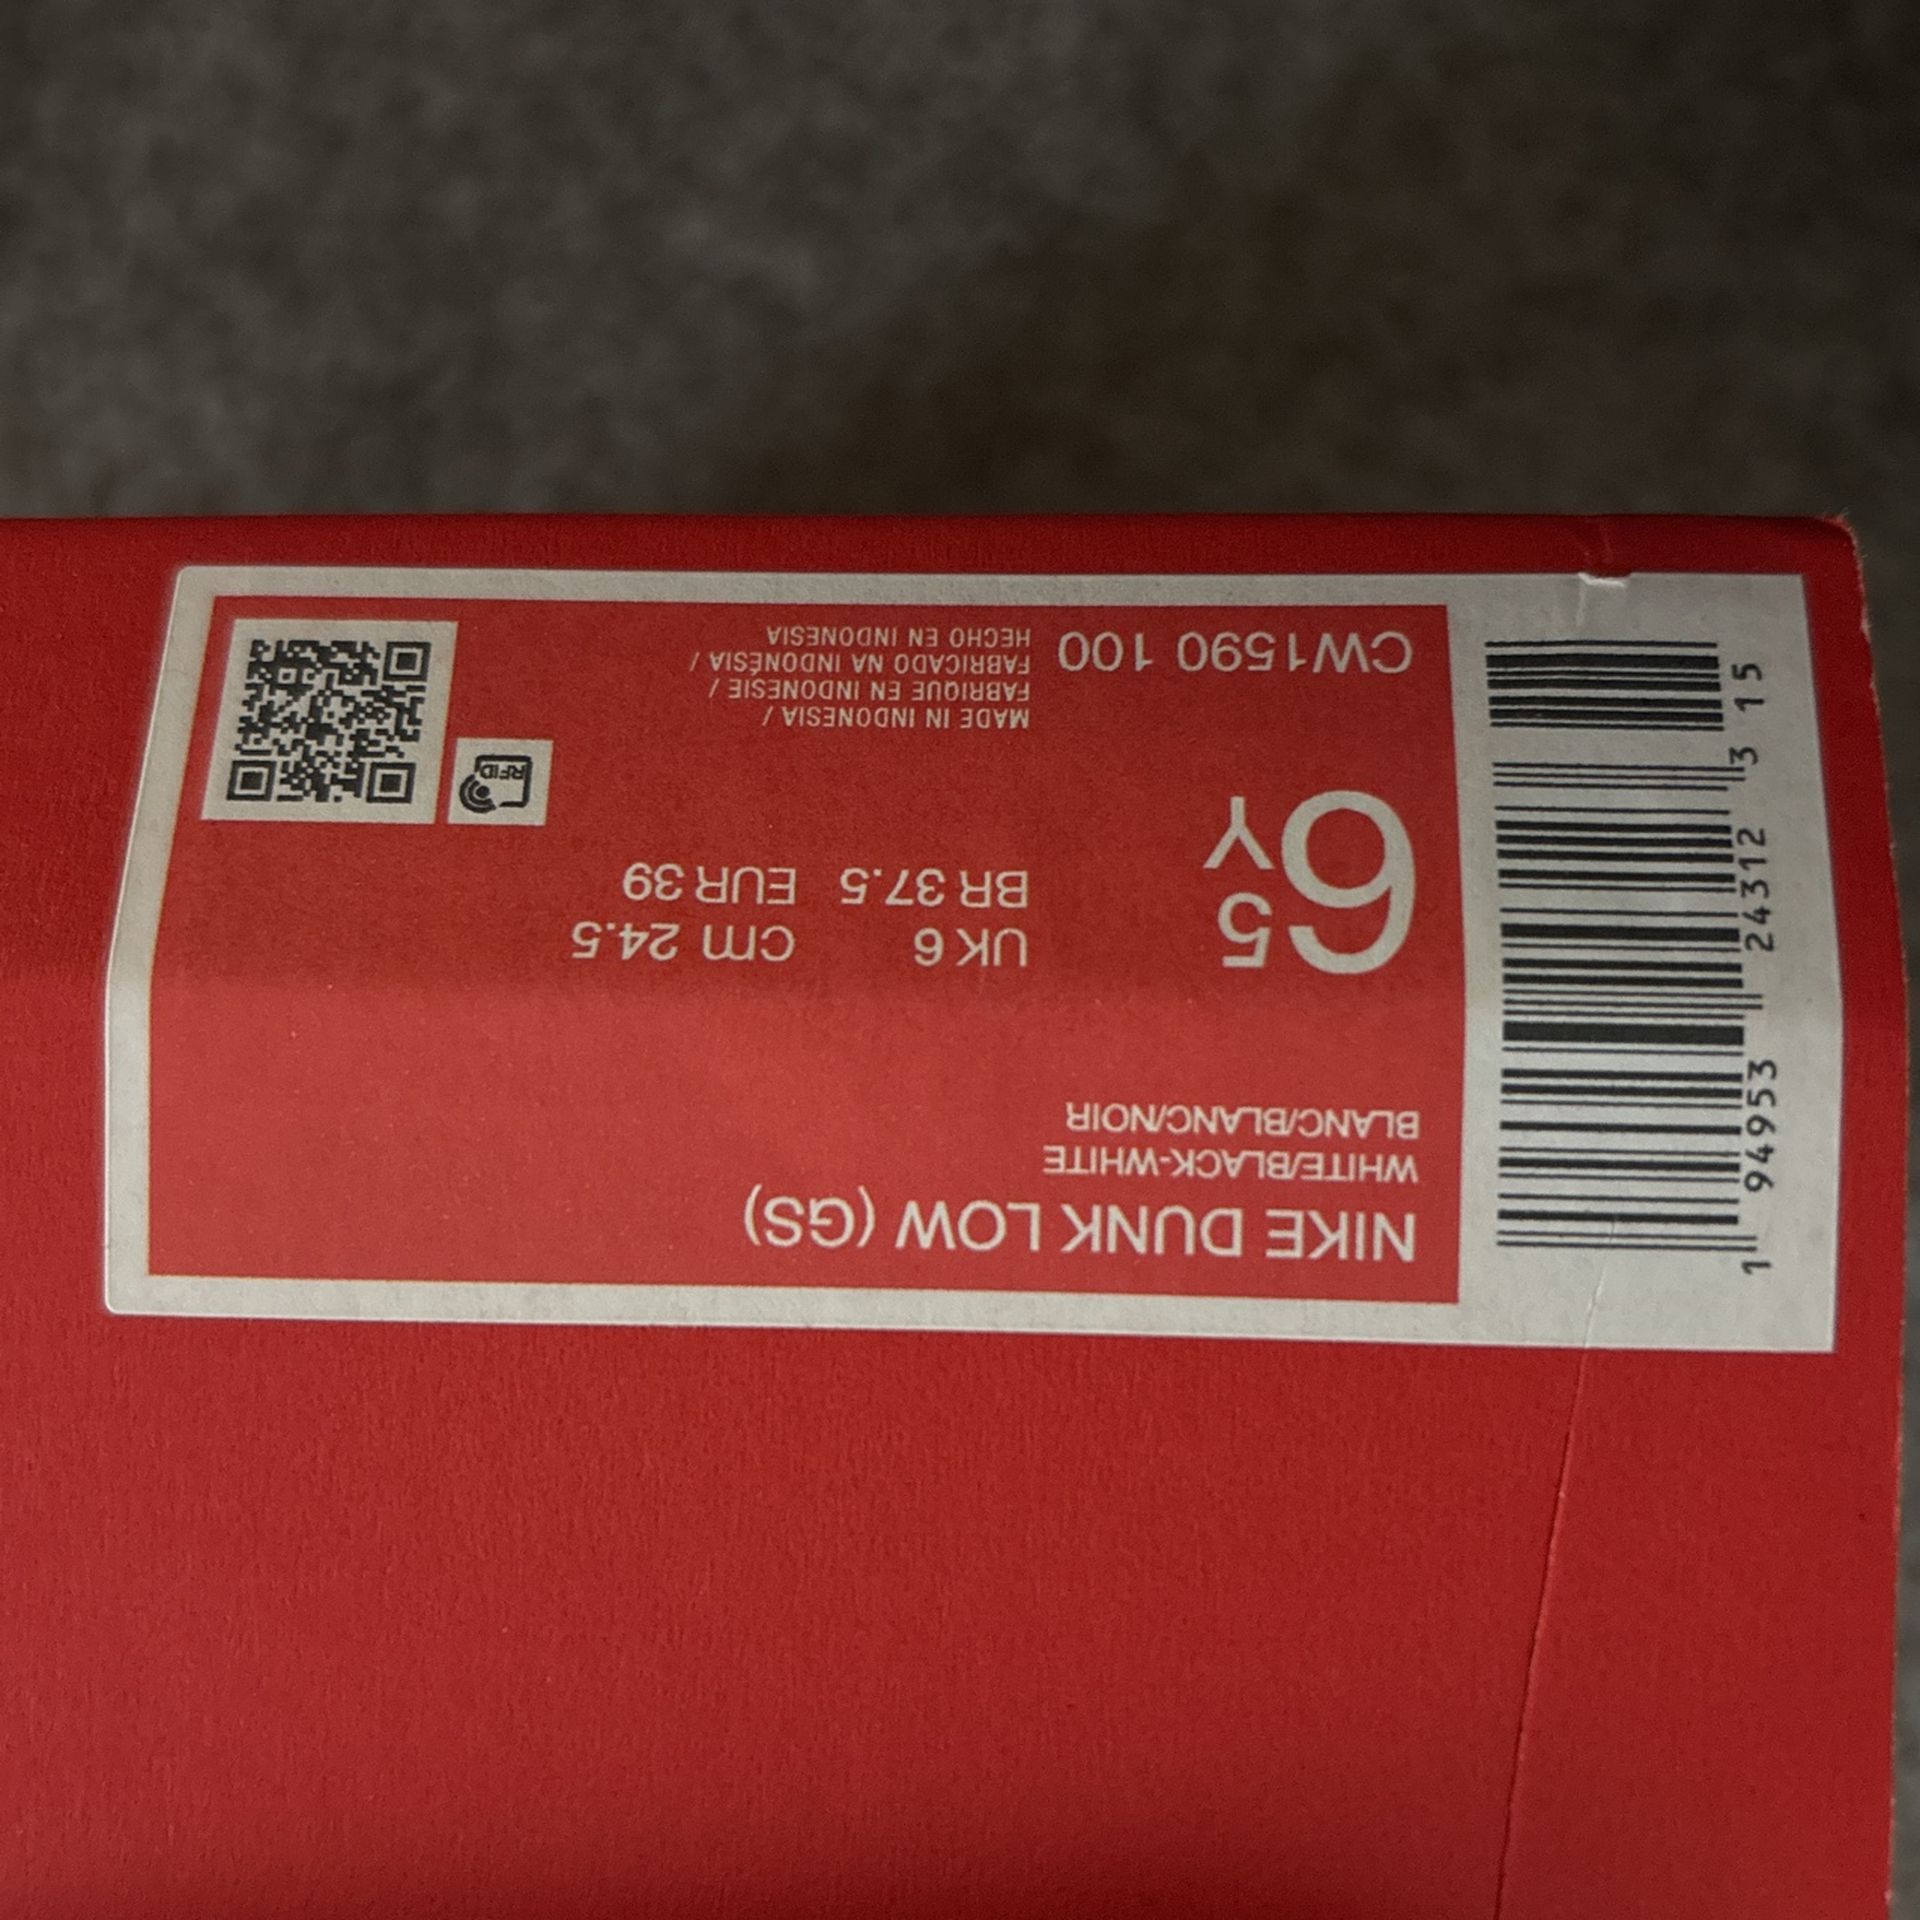 NIKE DUNK LOW (GS)
WHITE/BLACK-WHITE
BLANC/BLANC/NOIR
6 5 Y
UK 6 cm 24.5
BR 37.5 EUR 39
MADE IN INDONESIA /
FABRIQUE EN INDONESIE /
FABRICADO NA INDONÉSIA /
HECHO EN INDONESIA
CW1590 100
RFID
1 94953 24312 3 15